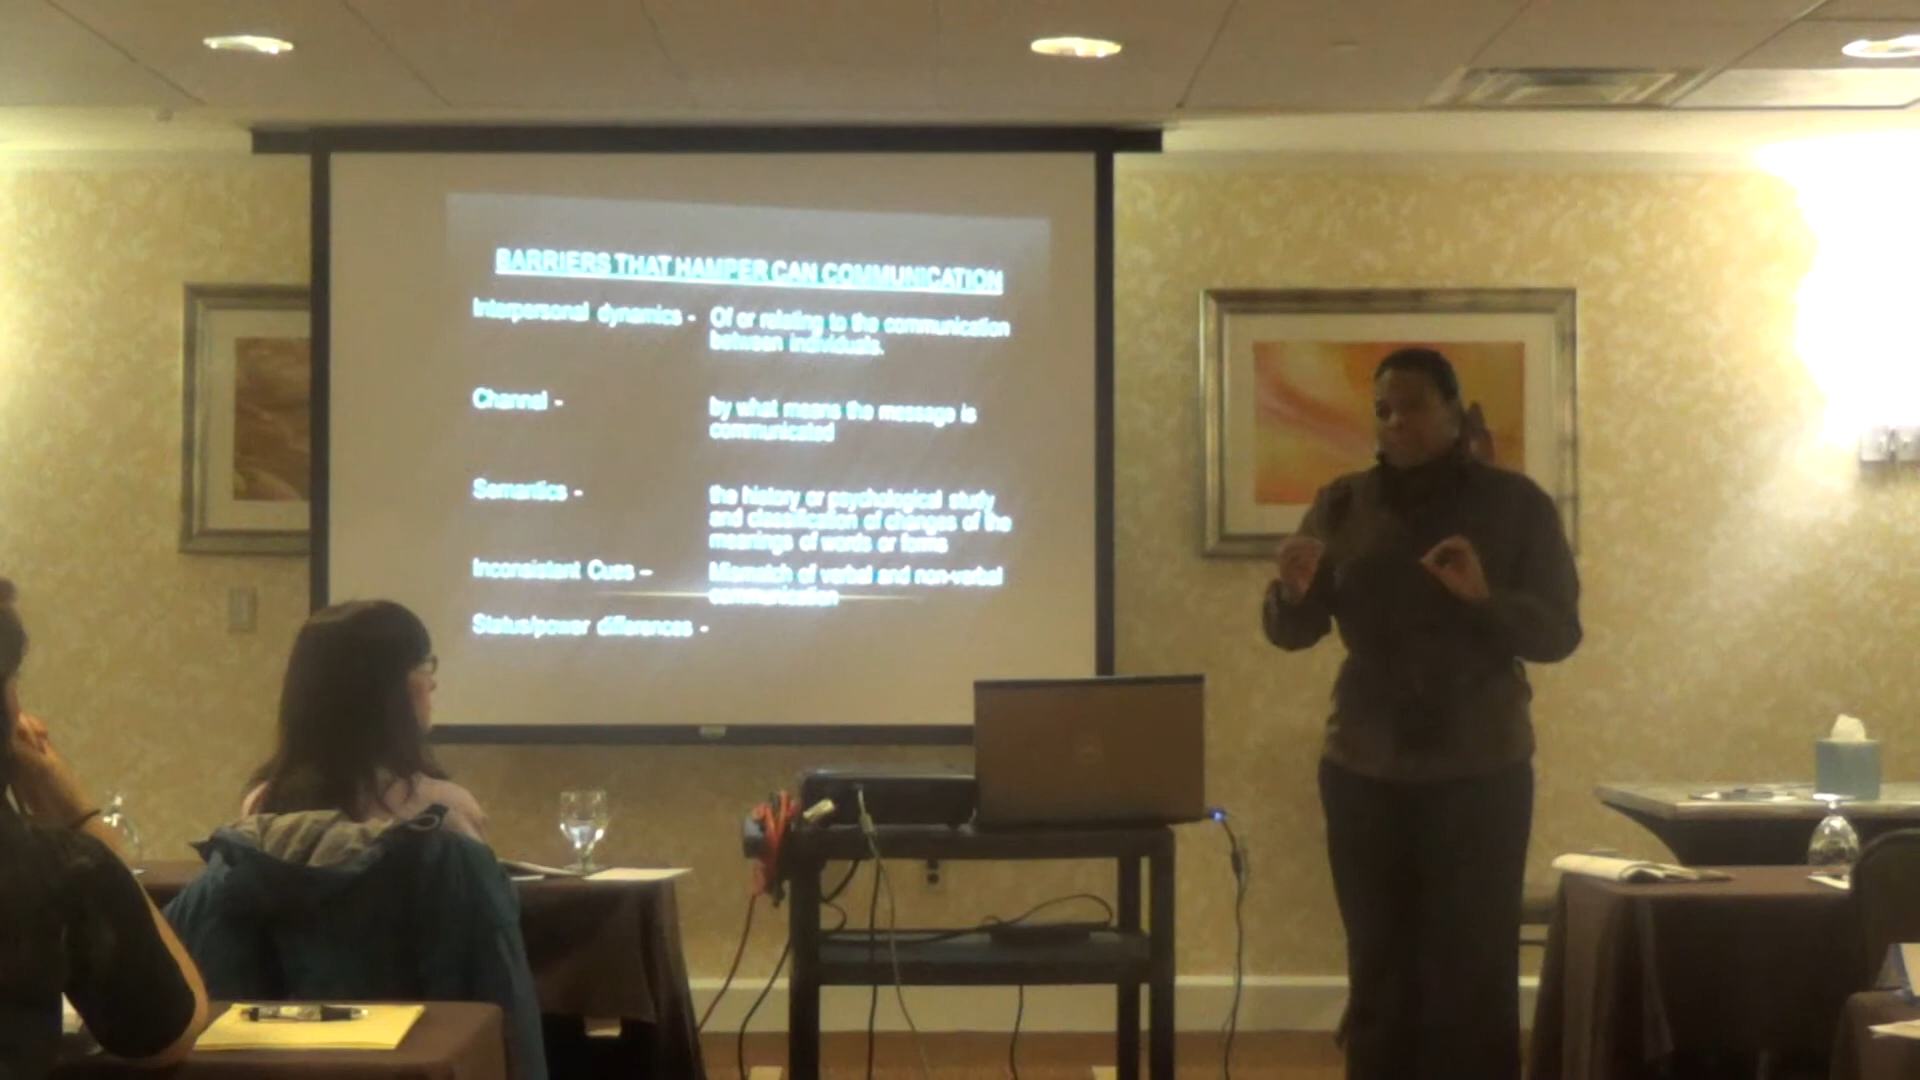 BARRIERS THAT HAMPER CAN COMMUNICATION
Interpersonal dynamics - Of or relating to the communication
between individuals.
Channel - by what means the message is
communicated
Semantics - the history or psychological study
and classification of changes of the
meanings of words or forms
Inconsistent Cues – Mismatch of verbal and non-verbal
communication
Status/power differences -